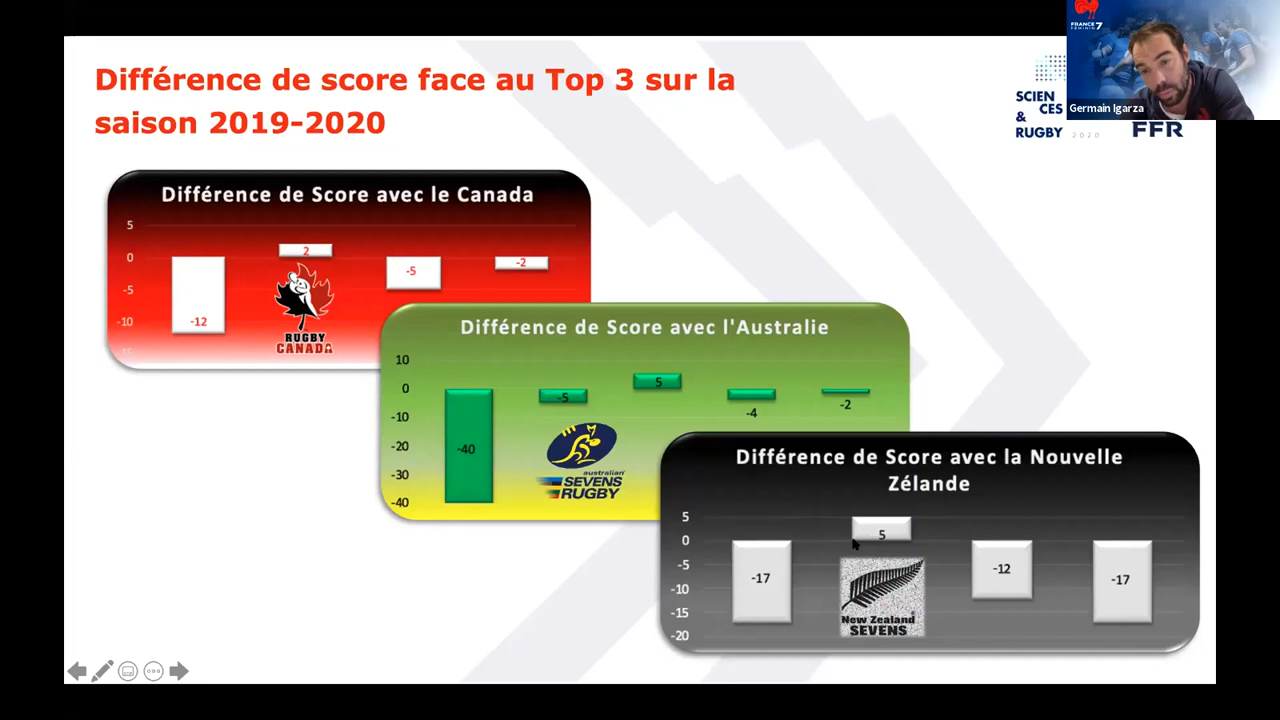 Différence de score face au Top 3 sur la
saison 2019-2020
SCIEN
CES
&
RUGBY
2020
FFR
FRANCE 7
FÉMININ
Germain Igarza
Différence de Score avec le Canada
5
0
-5
-10
-12
2
-5
-2
RUGBY
CANADA
Différence de Score avec l'Australie
10
0
-10
-20
-30
-40
-40
-5
5
-4
-2
australian
SEVENS
RUGBY
Différence de Score avec la Nouvelle
Zélande
5
0
-5
-10
-15
-20
-17
5
-12
-17
New Zealand
SEVENS